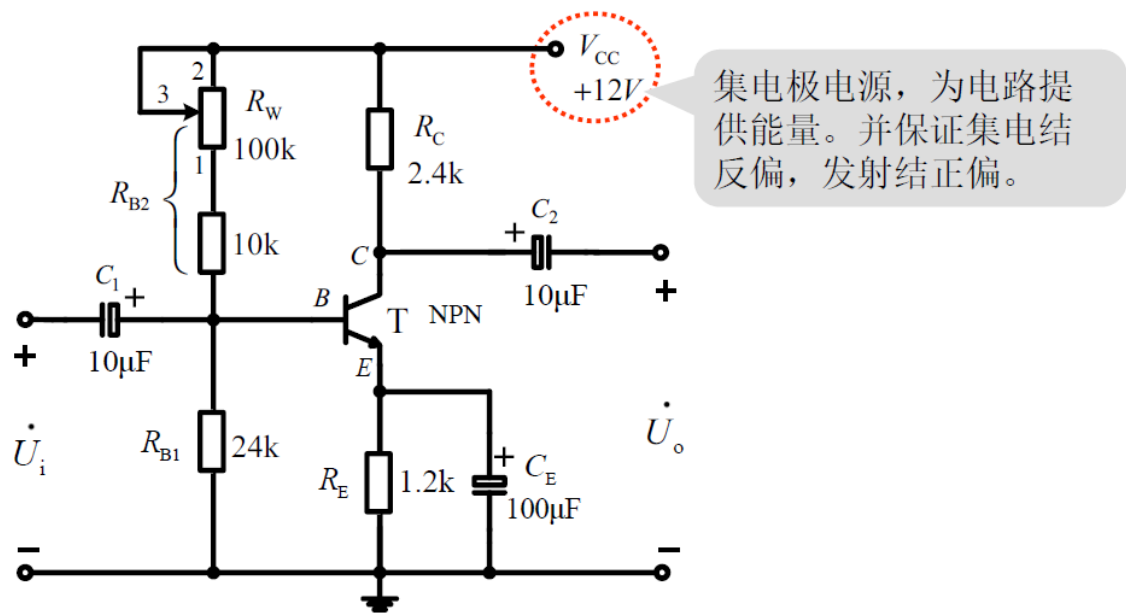 2
3
R_W
100k
1
R_B2
10k
C_1
+
10μF
R_B1
24k
+
U̇_i
−
V_CC
+12V
集电极电源，为电路提
供能量。并保证集电结
反偏，发射结正偏。
R_C
2.4k
C
+
C_2
10μF
+
B
T
NPN
E
R_E
1.2k
+
C_E
100μF
U̇_o
−